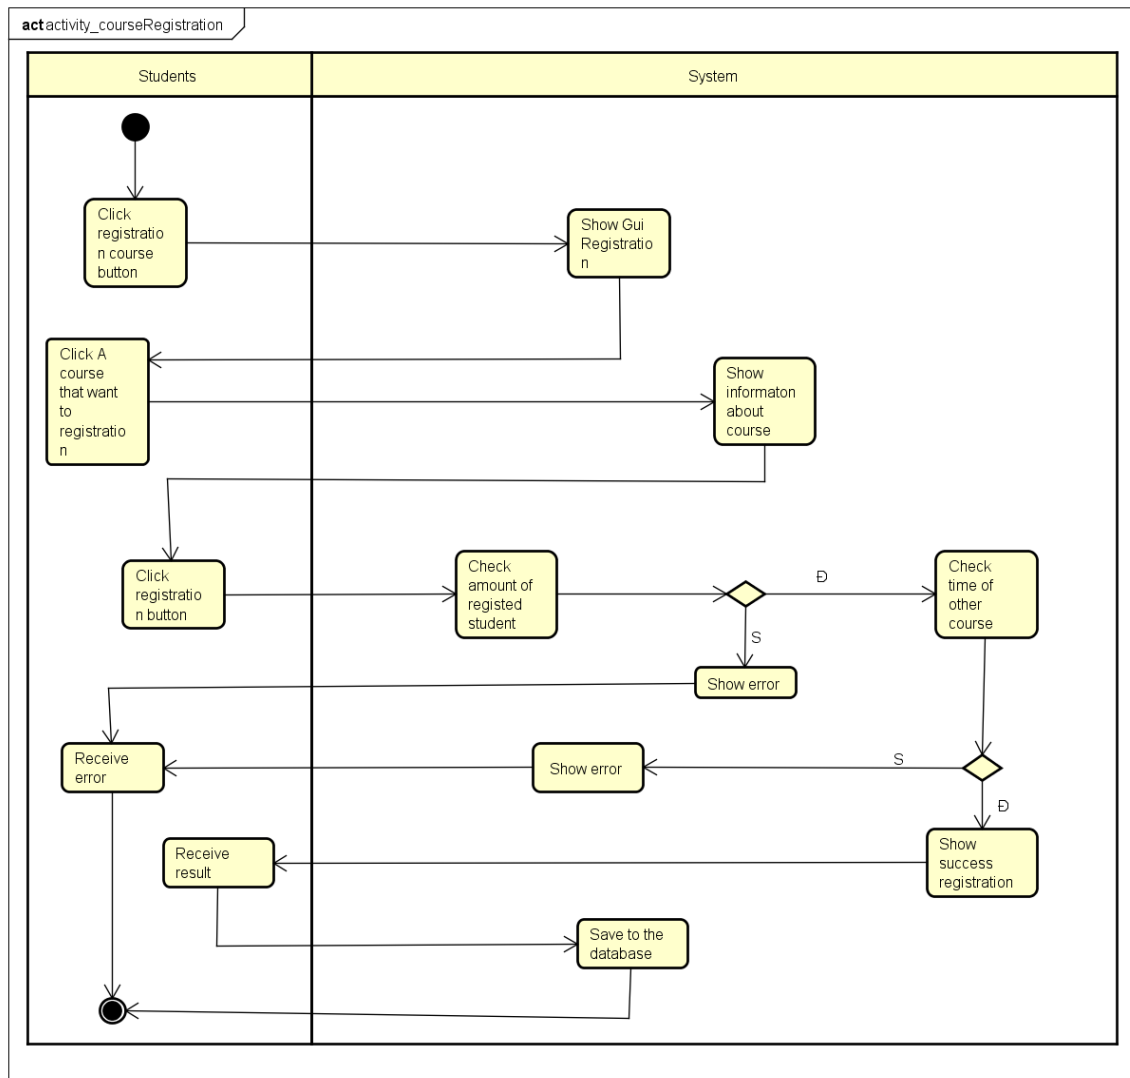 act activity_courseRegistration
Students
System
Click
registratio
n course
button
Show Gui
Registratio
n
Click A
course
that want
to
registratio
n
Show
informaton
about
course
Click
registratio
n button
Check
amount of
registed
student
Đ
Check
time of
other
course
S
Show error
Receive
error
Show error
S
Đ
Receive
result
Show
success
registration
Save to the
database